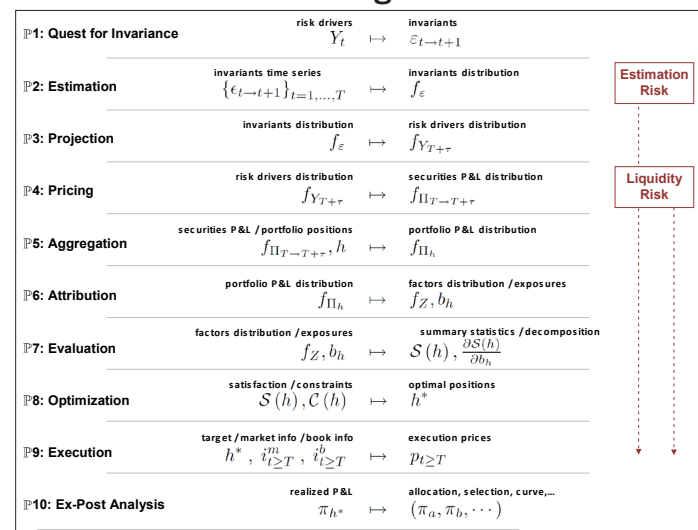 risk drivers invariants
ℙ1: Quest for Invariance Y_t ↦ ε_{t→t+1}
invariants time series invariants distribution
ℙ2: Estimation {ϵ_{t→t+1}}_{t=1,...,T} ↦ f_ε
Estimation
Risk
invariants distribution risk drivers distribution
ℙ3: Projection f_ε ↦ f_{Y_{T+τ}}
risk drivers distribution securities P&L distribution
ℙ4: Pricing f_{Y_{T+τ}} ↦ f_{Π_{T→T+τ}}
Liquidity
Risk
securities P&L / portfolio positions portfolio P&L distribution
ℙ5: Aggregation f_{Π_{T→T+τ}}, h ↦ f_{Π_h}
portfolio P&L distribution factors distribution / exposures
ℙ6: Attribution f_{Π_h} ↦ f_Z, b_h
factors distribution / exposures summary statistics / decomposition
ℙ7: Evaluation f_Z, b_h ↦ 𝒮(h), ∂𝒮(h)/∂b_h
satisfaction / constraints optimal positions
ℙ8: Optimization 𝒮(h), 𝒞(h) ↦ h*
target / market info / book info execution prices
ℙ9: Execution h*, i^m_{t≥T}, i^b_{t≥T} ↦ p_{t≥T}
realized P&L allocation, selection, curve,...
ℙ10: Ex-Post Analysis π_{h*} ↦ (π_a, π_b, ⋯)